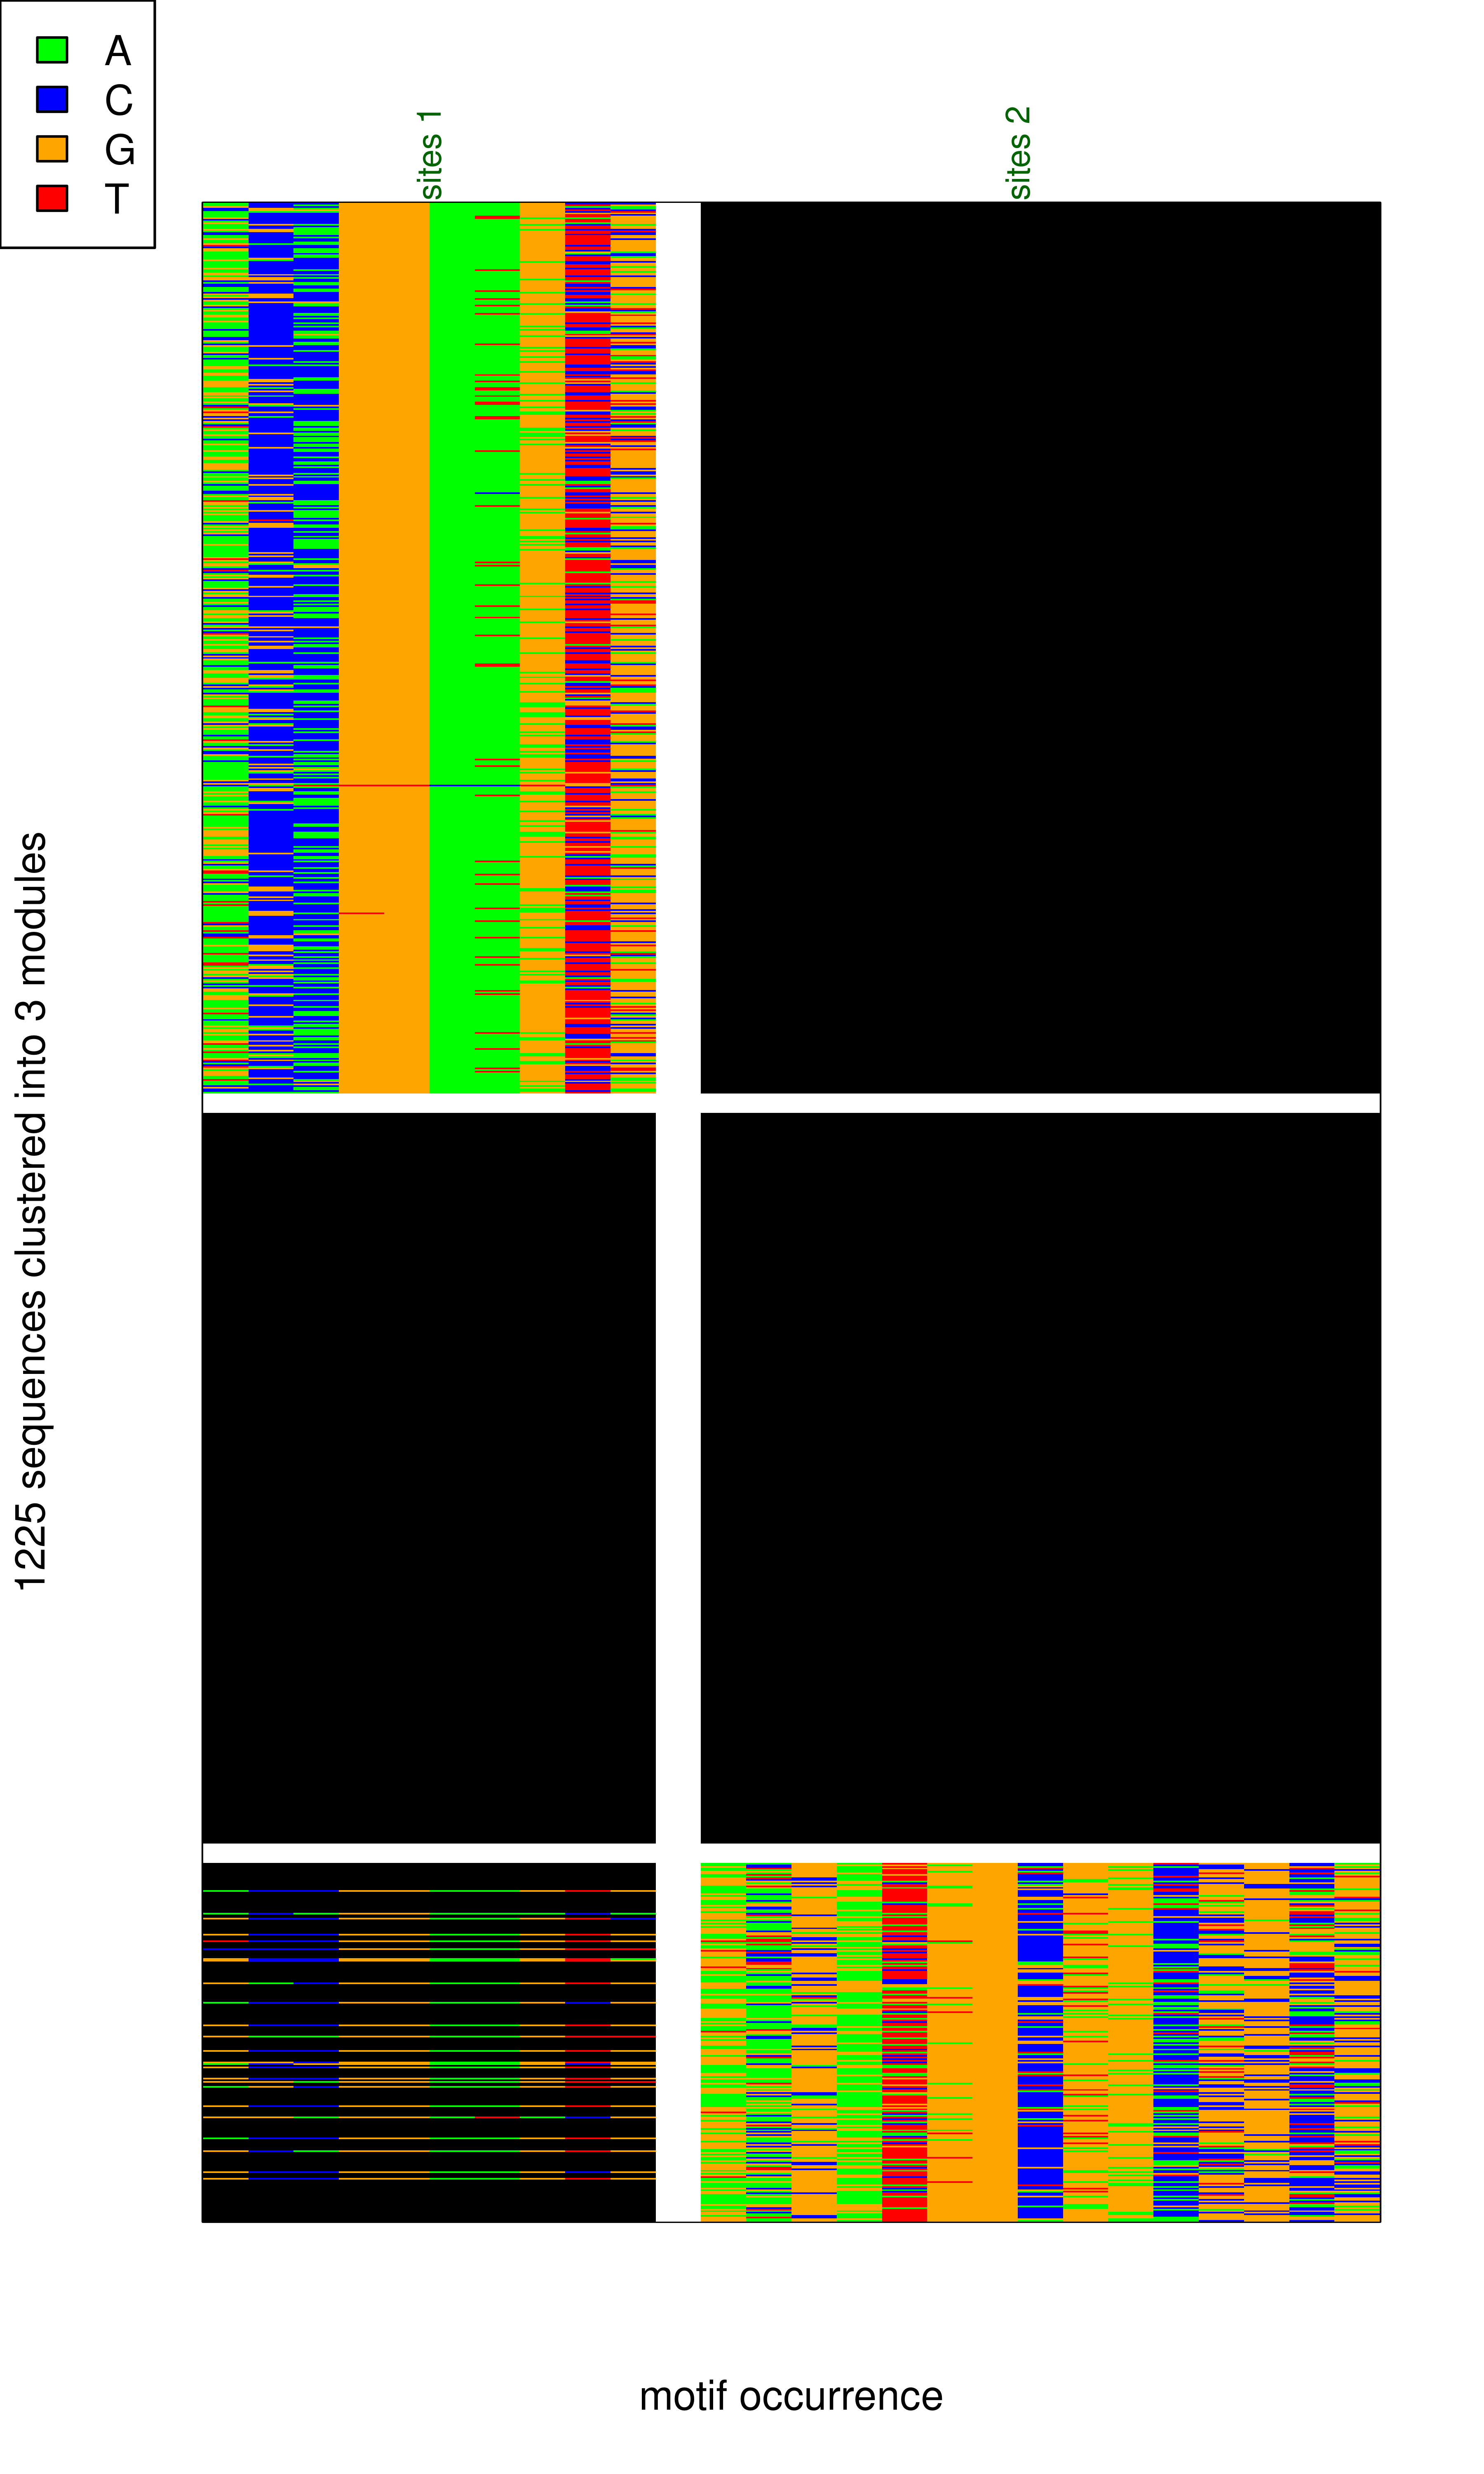 A
C
G
T
sites 1
sites 2
1225 sequences clustered into 3 modules
motif occurrence